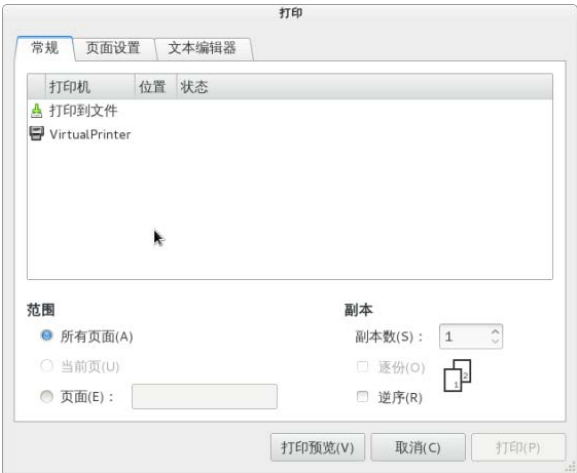 打印
常规 页面设置 文本编辑器
打印机 位置 状态
打印到文件
VirtualPrinter
范围 副本
所有页面(A) 副本数(S)： 1
当前页(U) 逐份(O)
1 2
页面(E)： 逆序(R)
打印预览(V) 取消(C) 打印(P)